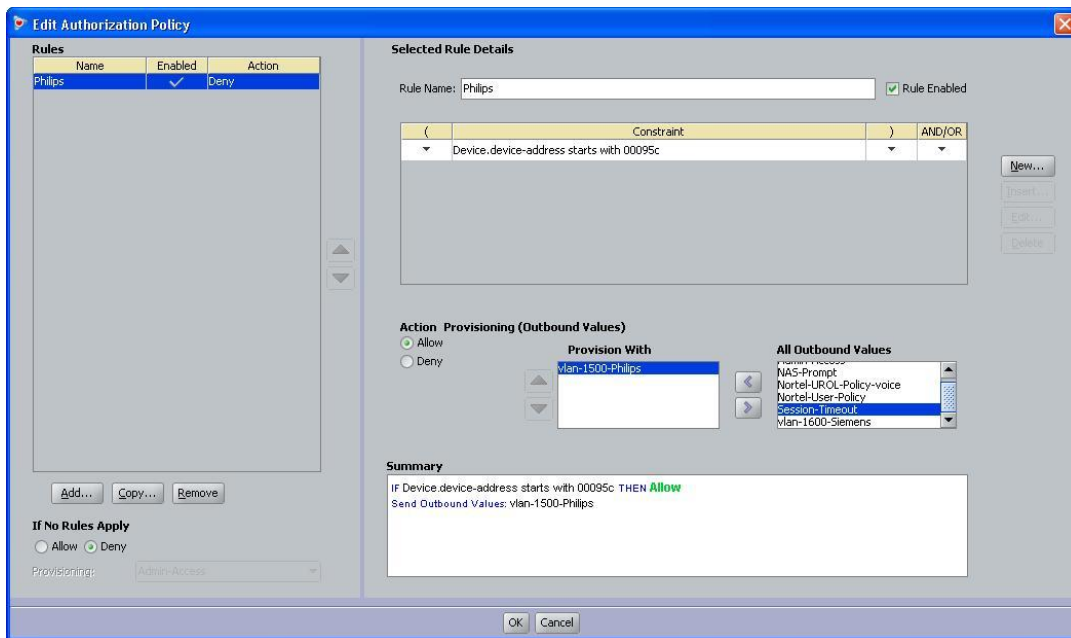 Edit Authorization Policy
Rules
Name Enabled Action
Philips Deny
Add... Copy... Remove
If No Rules Apply
Allow Deny
Provisioning: Admin-Access
Selected Rule Details
Rule Name: Philips Rule Enabled
( Constraint ) AND/OR
Device.device-address starts with 00095c
New...
Insert...
Edit...
Delete
Action Provisioning (Outbound Values)
Allow
Deny
Provision With
vlan-1500-Philips
All Outbound Values
Admin-Access
NAS-Prompt
Nortel-UROL-Policy-voice
Nortel-User-Policy
Session-Timeout
vlan-1600-Siemens
Summary
IF Device.device-address starts with 00095c THEN Allow
Send Outbound Values: vlan-1500-Philips
OK Cancel